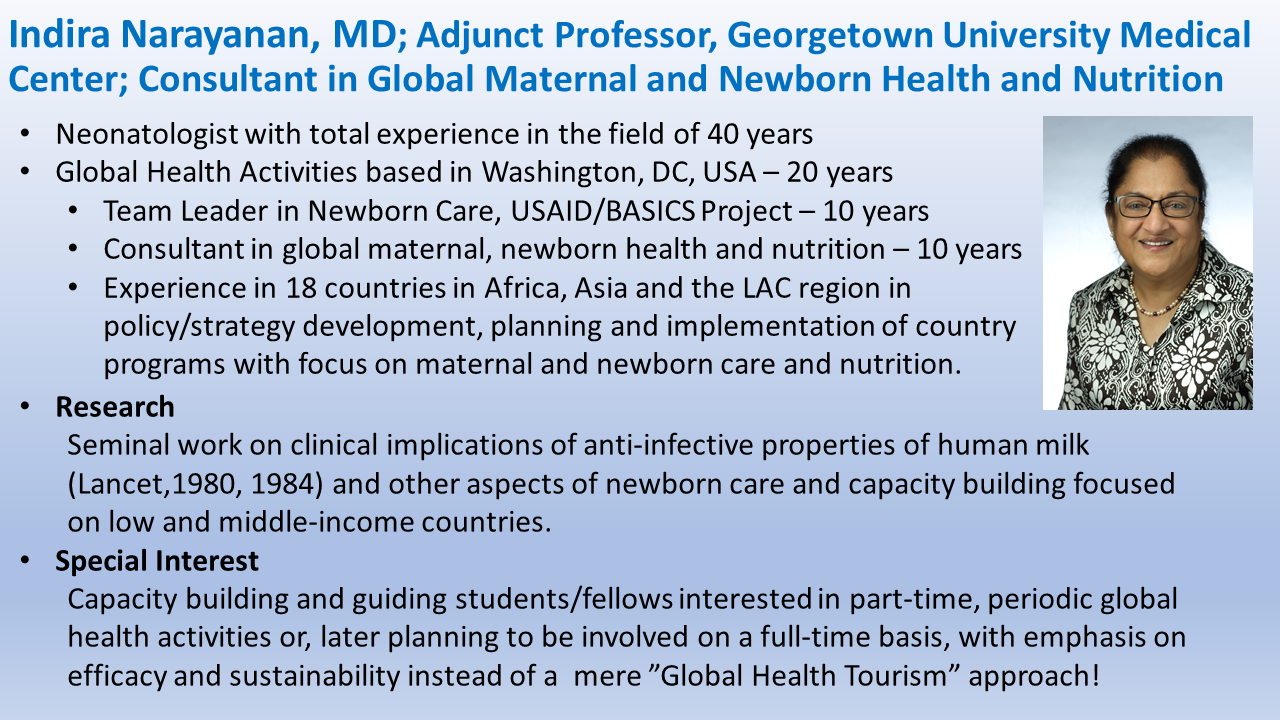 Indira Narayanan, MD; Adjunct Professor, Georgetown University Medical
Center; Consultant in Global Maternal and Newborn Health and Nutrition
• Neonatologist with total experience in the field of 40 years
• Global Health Activities based in Washington, DC, USA – 20 years
• Team Leader in Newborn Care, USAID/BASICS Project – 10 years
• Consultant in global maternal, newborn health and nutrition – 10 years
• Experience in 18 countries in Africa, Asia and the LAC region in
policy/strategy development, planning and implementation of country
programs with focus on maternal and newborn care and nutrition.
• Research
Seminal work on clinical implications of anti-infective properties of human milk
(Lancet,1980, 1984) and other aspects of newborn care and capacity building focused
on low and middle-income countries.
• Special Interest
Capacity building and guiding students/fellows interested in part-time, periodic global
health activities or, later planning to be involved on a full-time basis, with emphasis on
efficacy and sustainability instead of a  mere ”Global Health Tourism” approach!